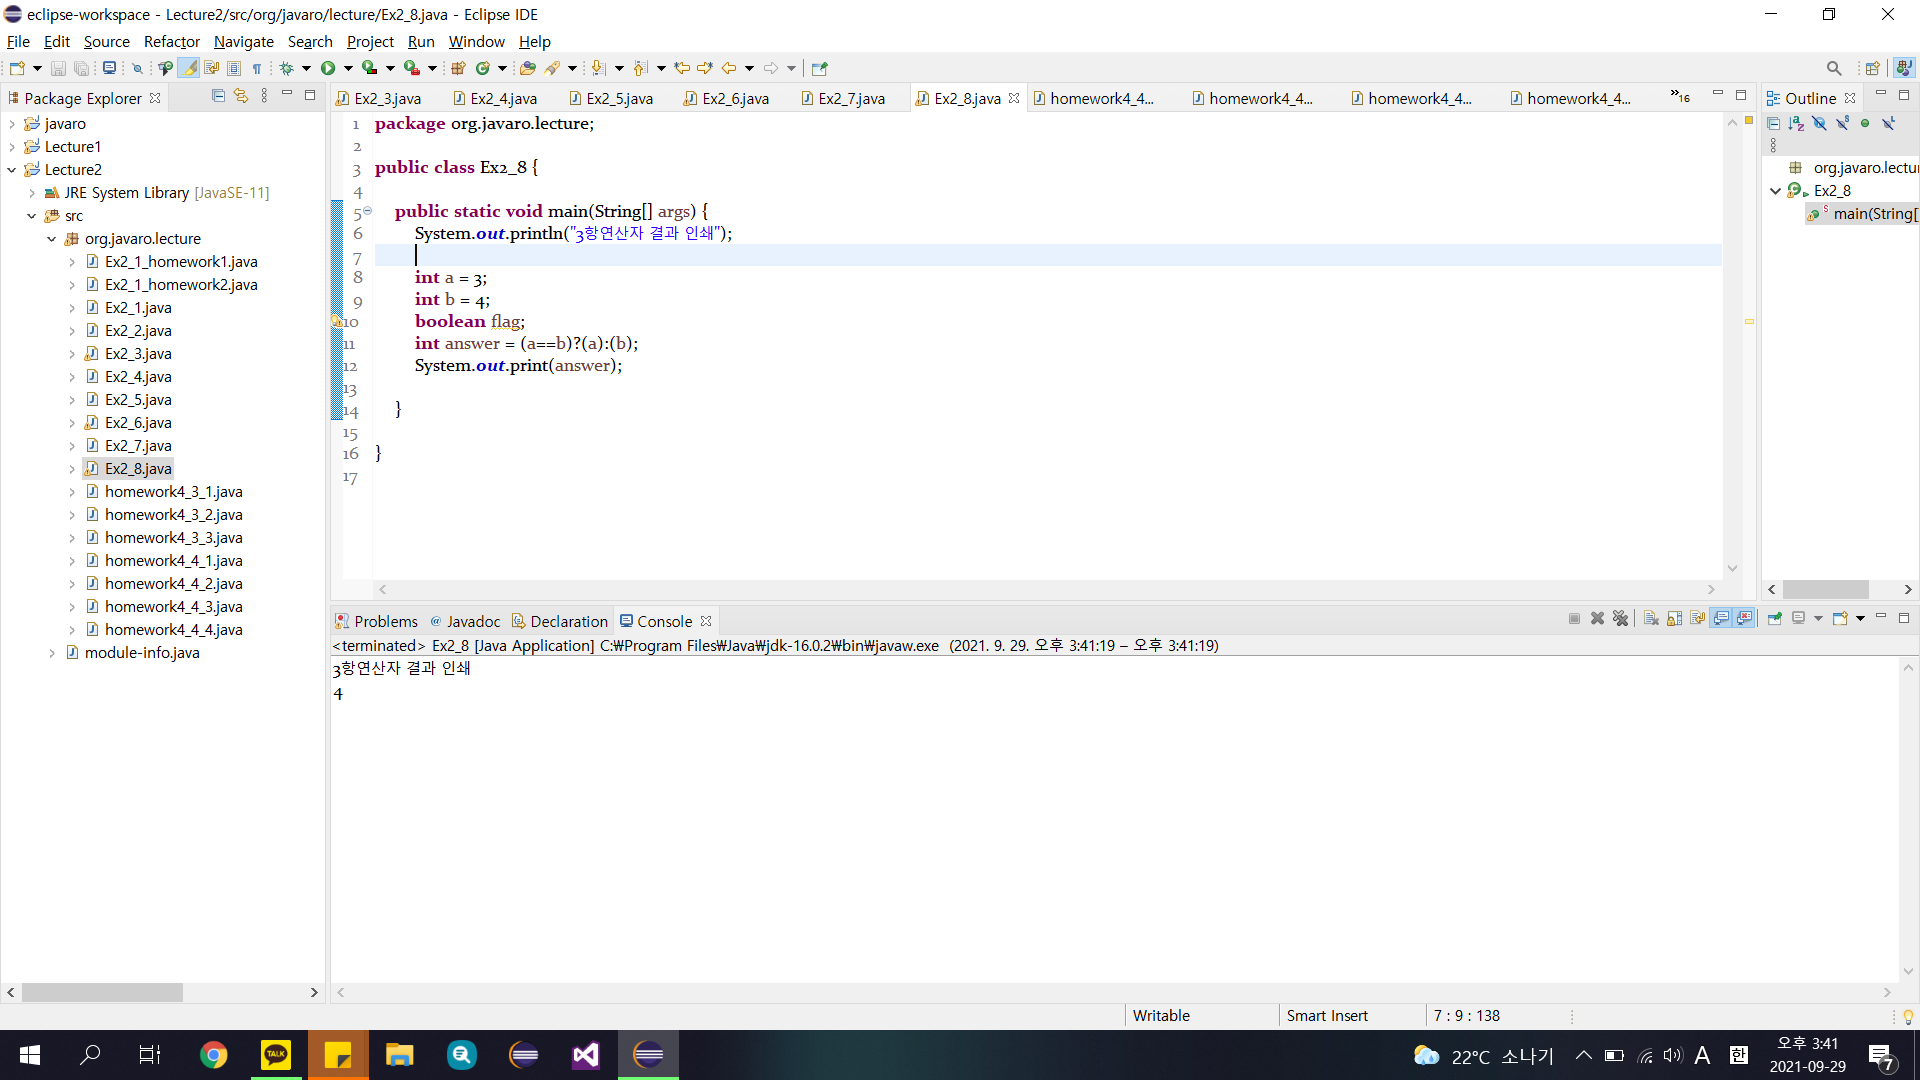 eclipse-workspace - Lecture2/src/org/javaro/lecture/Ex2_8.java - Eclipse IDE
File Edit Source Refactor Navigate Search Project Run Window Help
Package Explorer
javaro
Lecture1
Lecture2
JRE System Library [JavaSE-11]
src
org.javaro.lecture
Ex2_1_homework1.java
Ex2_1_homework2.java
Ex2_1.java
Ex2_2.java
Ex2_3.java
Ex2_4.java
Ex2_5.java
Ex2_6.java
Ex2_7.java
Ex2_8.java
homework4_3_1.java
homework4_3_2.java
homework4_3_3.java
homework4_4_1.java
homework4_4_2.java
homework4_4_3.java
homework4_4_4.java
module-info.java
Ex2_3.java Ex2_4.java Ex2_5.java Ex2_6.java Ex2_7.java Ex2_8.java homework4_4... homework4_4... homework4_4... homework4_4... »16
1 package org.javaro.lecture;
2
3 public class Ex2_8 {
4
5 public static void main(String[] args) {
6 System.out.println("3항연산자 결과 인쇄");
7
8 int a = 3;
9 int b = 4;
10 boolean flag;
11 int answer = (a==b)?(a):(b);
12 System.out.print(answer);
13
14 }
15
16 }
17
Outline
org.javaro.lectu
Ex2_8
main(String[
Problems Javadoc Declaration Console
<terminated> Ex2_8 [Java Application] C:₩Program Files₩Java₩jdk-16.0.2₩bin₩javaw.exe (2021. 9. 29. 오후 3:41:19 – 오후 3:41:19)
3항연산자 결과 인쇄
4
Writable Smart Insert 7 : 9 : 138
TALK
22°C 소나기 A 한 오후 3:41
2021-09-29
7